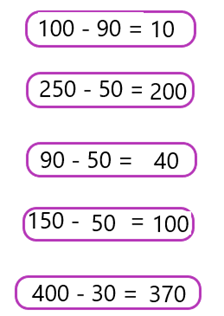 100 - 90 = 10
250 - 50 = 200
90 - 50 = 40
150 - 50 = 100
400 - 30 = 370